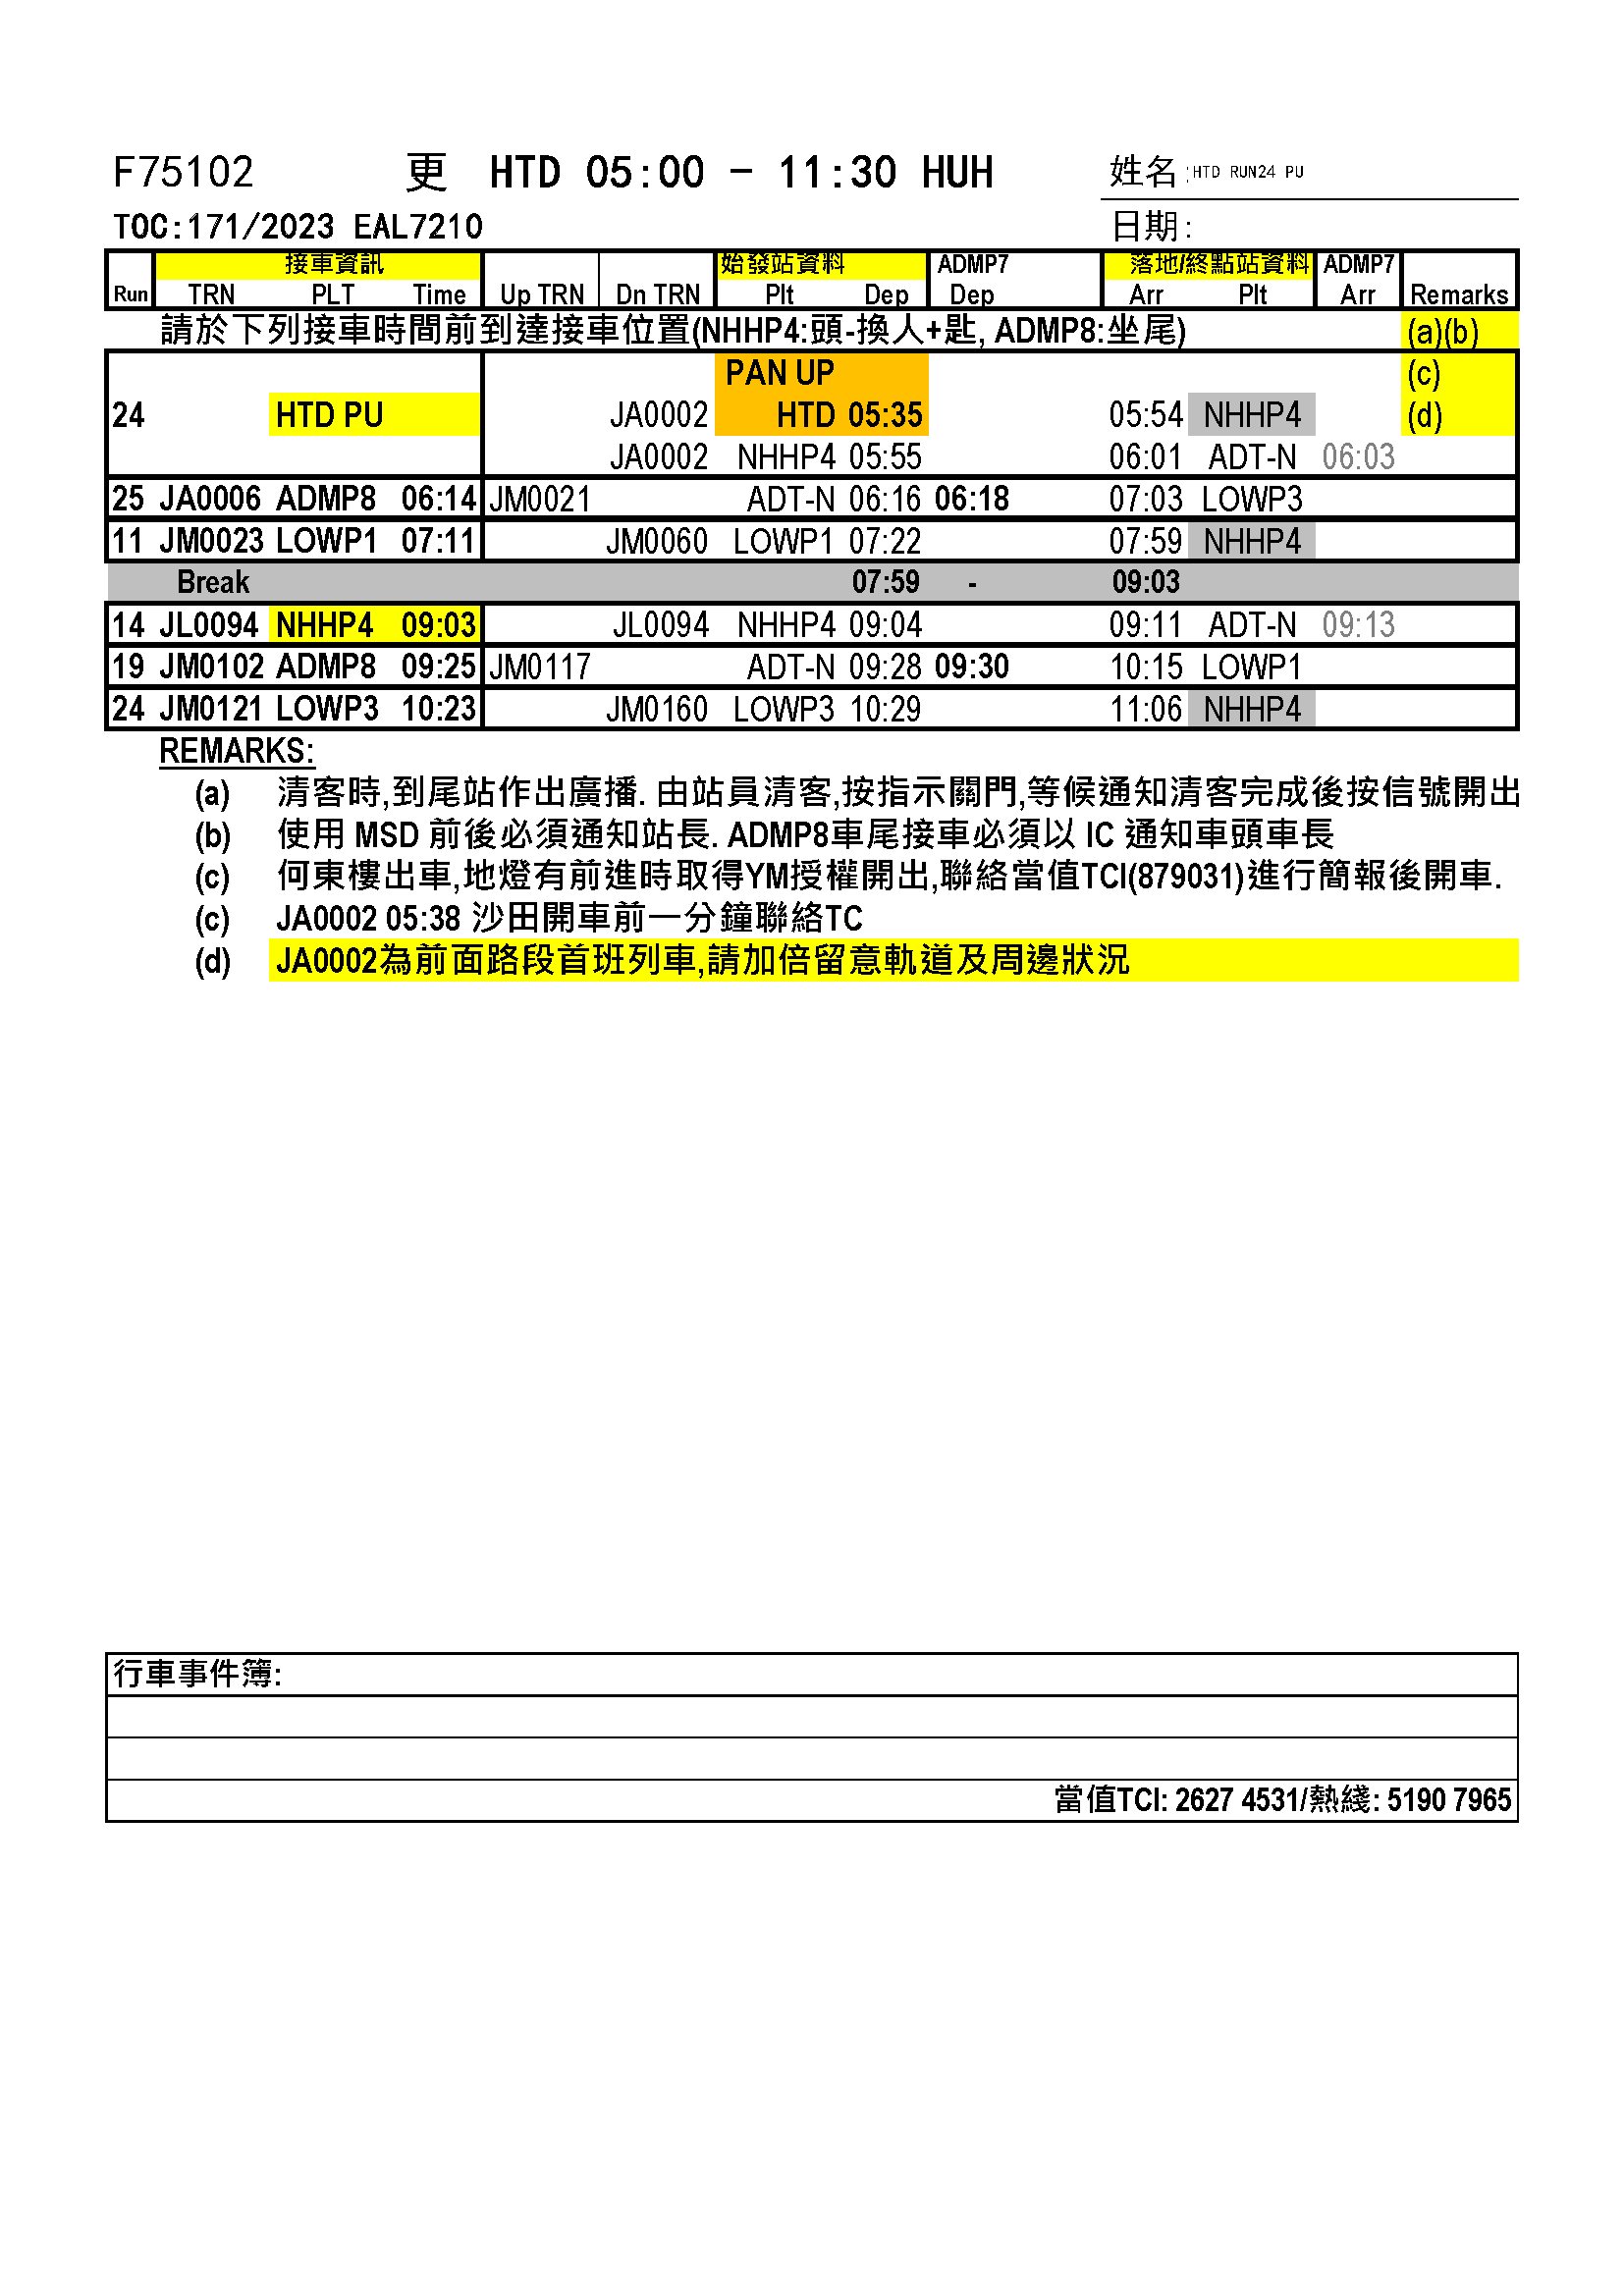 F75102 更 HTD 05:00 - 11:30 HUH 姓名:HTD RUN24 PU
TOC:171/2023 EAL7210 日期:
接車資訊 始發站資料 ADMP7 落地/終點站資料 ADMP7
Run TRN PLT Time Up TRN Dn TRN Plt Dep Dep Arr Plt Arr Remarks
請於下列接車時間前到達接車位置(NHHP4:頭-換人+匙, ADMP8:坐尾) (a)(b)
PAN UP (c)
24 HTD PU JA0002 HTD 05:35 05:54 NHHP4 (d)
JA0002 NHHP4 05:55 06:01 ADT-N 06:03
25 JA0006 ADMP8 06:14 JM0021 ADT-N 06:16 06:18 07:03 LOWP3
11 JM0023 LOWP1 07:11 JM0060 LOWP1 07:22 07:59 NHHP4
Break 07:59 - 09:03
14 JL0094 NHHP4 09:03 JL0094 NHHP4 09:04 09:11 ADT-N 09:13
19 JM0102 ADMP8 09:25 JM0117 ADT-N 09:28 09:30 10:15 LOWP1
24 JM0121 LOWP3 10:23 JM0160 LOWP3 10:29 11:06 NHHP4
REMARKS:
(a) 清客時,到尾站作出廣播. 由站員清客,按指示關門,等候通知清客完成後按信號開出
(b) 使用 MSD 前後必須通知站長. ADMP8車尾接車必須以 IC 通知車頭車長
(c) 何東樓出車,地燈有前進時取得YM授權開出,聯絡當值TCI(879031)進行簡報後開車.
(c) JA0002 05:38 沙田開車前一分鐘聯絡TC
(d) JA0002為前面路段首班列車,請加倍留意軌道及周邊狀況
行車事件簿:
當值TCI: 2627 4531/熱綫: 5190 7965